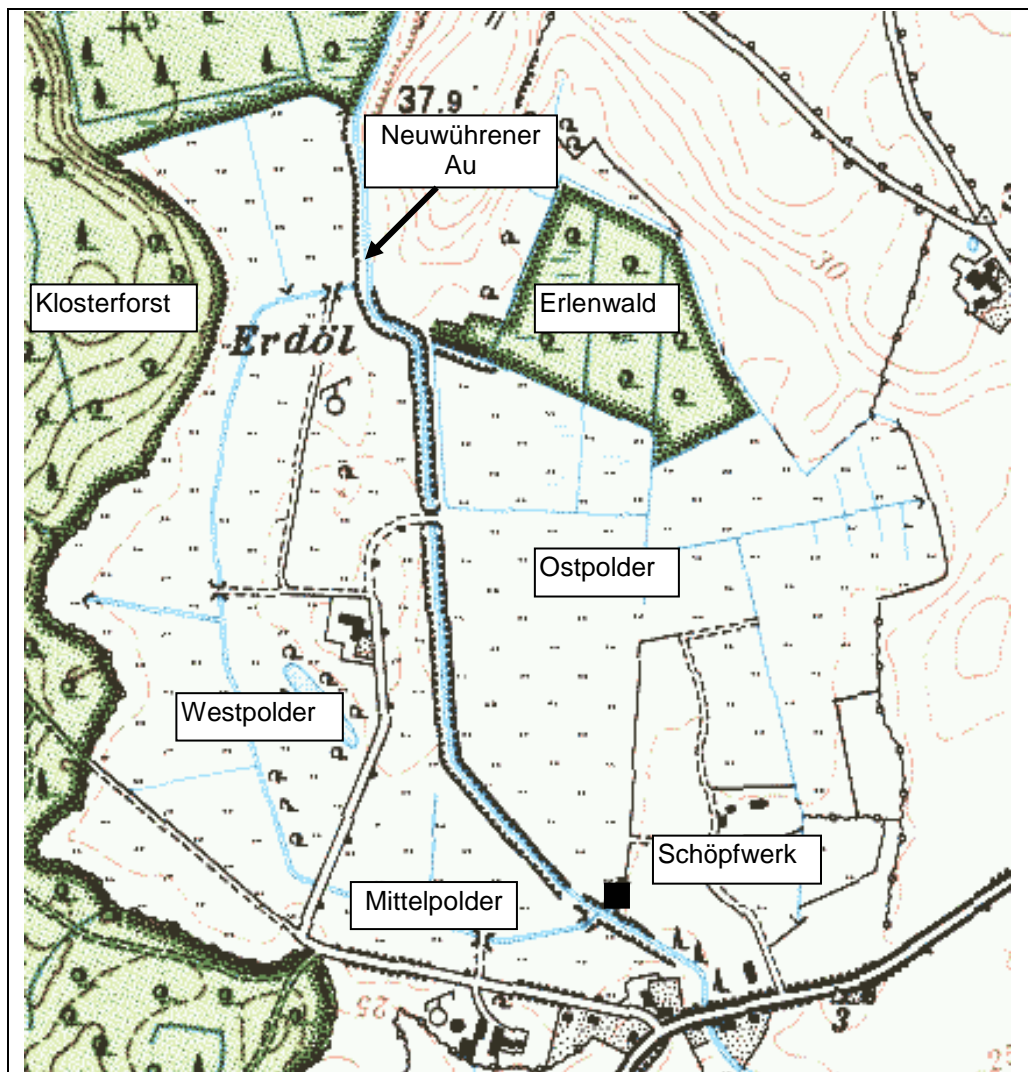 37.9
Neuwührener
Au
Klosterforst
Erlenwald
30
Erdöl
Ostpolder
Westpolder
Schöpfwerk
Mittelpolder
25
3